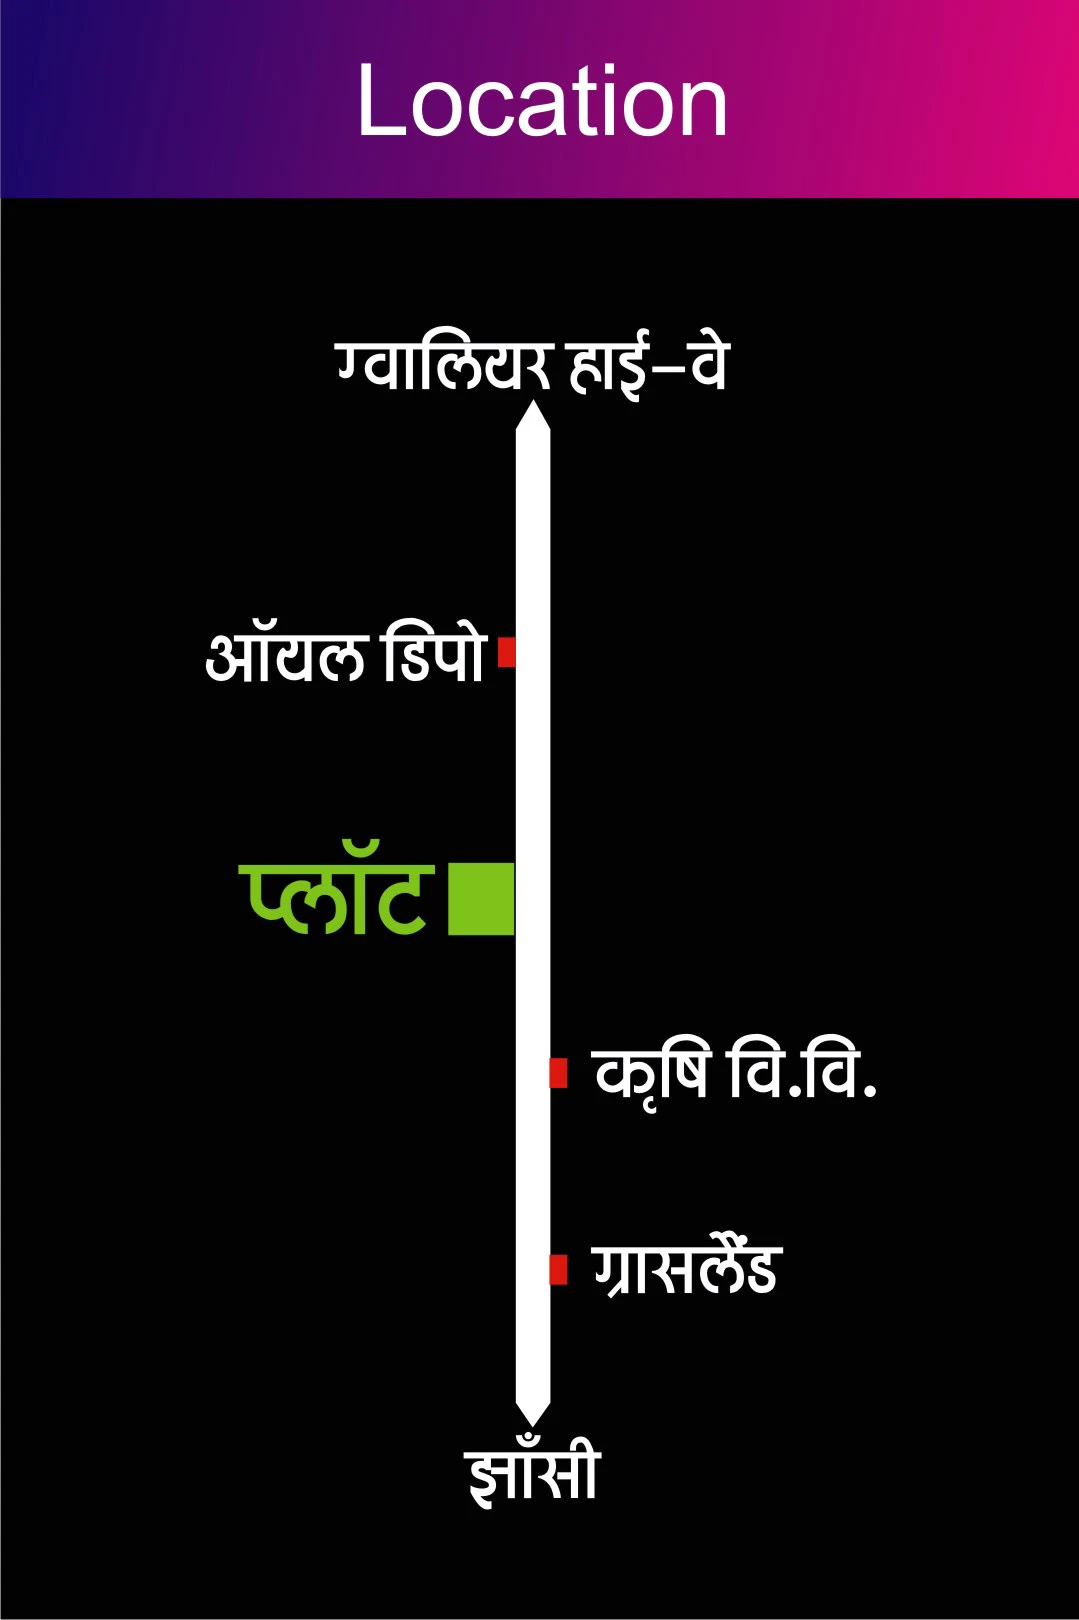 Location
ग्वालियर हाई–वे
ऑयल डिपो
प्लॉट
कृषि वि.वि.
ग्रासलैंड
झाँसी